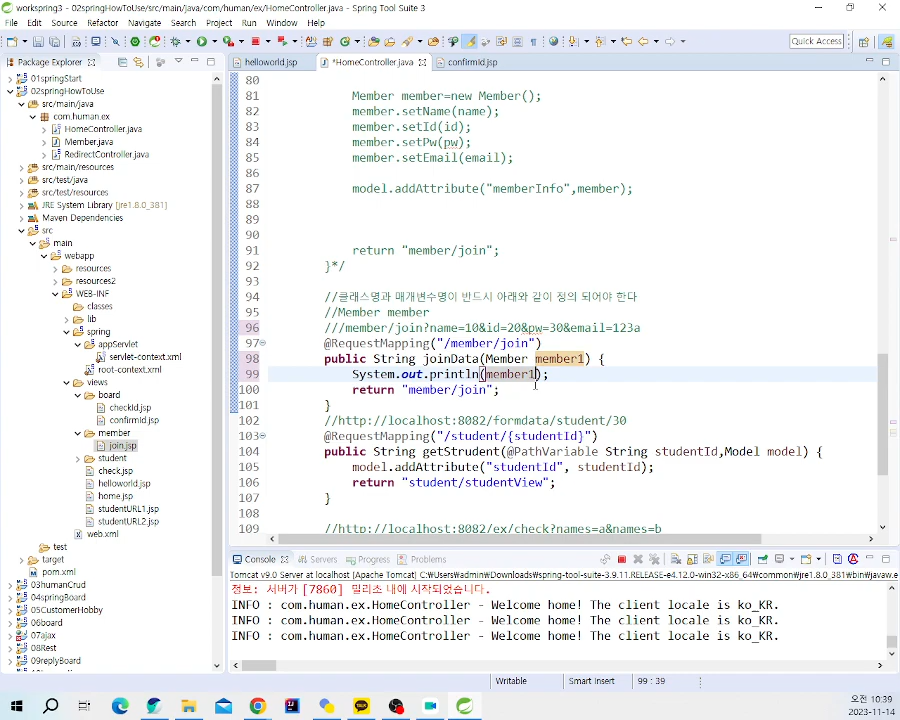 workspring3 - 02springHowToUse/src/main/java/com/human/ex/HomeController.java - Spring Tool Suite 3
File Edit Source Refactor Navigate Search Project Run Window Help
Quick Access
Package Explorer
01springStart
02springHowToUse
src/main/java
com.human.ex
HomeController.java
Member.java
RedirectController.java
src/main/resources
src/test/java
src/test/resources
JRE System Library [jre1.8.0_381]
Maven Dependencies
src
main
webapp
resources
resources2
WEB-INF
classes
lib
spring
appServlet
servlet-context.xml
root-context.xml
views
board
checkId.jsp
confirmId.jsp
member
join.jsp
student
check.jsp
helloworld.jsp
home.jsp
studentURL1.jsp
studentURL2.jsp
web.xml
test
target
pom.xml
03humanCrud
04springBoard
05CustomerHobby
06board
07ajax
08Rest
09replyBoard
helloworld.jsp *HomeController.java confirmId.jsp
80
81 Member member=new Member();
82 member.setName(name);
83 member.setId(id);
84 member.setPw(pw);
85 member.setEmail(email);
86
87 model.addAttribute("memberInfo",member);
88
89
90
91 return "member/join";
92 }*/
93
94 //클래스명과 매개변수명이 반드시 아래와 같이 정의 되어야 한다
95 //Member member
96 ///member/join?name=10&id=20&pw=30&email=123a
97 @RequestMapping("/member/join")
98 public String joinData(Member member1) {
99 System.out.println(member1);
100 return "member/join";
101 }
102 //http://localhost:8082/formdata/student/30
103 @RequestMapping("/student/{studentId}")
104 public String getStrudent(@PathVariable String studentId,Model model) {
105 model.addAttribute("studentId", studentId);
106 return "student/studentView";
107 }
108
109 //http://localhost:8082/ex/check?names=a&names=b
Console Servers Progress Problems
Tomcat v9.0 Server at localhost [Apache Tomcat] C:\Users\admin\Downloads\spring-tool-suite-3.9.11.RELEASE-e4.12.0-win32-x86_64\common\jre1.8.0_381\bin\javaw.e
정보: 서버가 [7860] 밀리초 내에 시작되었습니다.
INFO : com.human.ex.HomeController - Welcome home! The client locale is ko_KR.
INFO : com.human.ex.HomeController - Welcome home! The client locale is ko_KR.
INFO : com.human.ex.HomeController - Welcome home! The client locale is ko_KR.
Writable Smart Insert 99 : 39
오전 10:39
2023-11-14